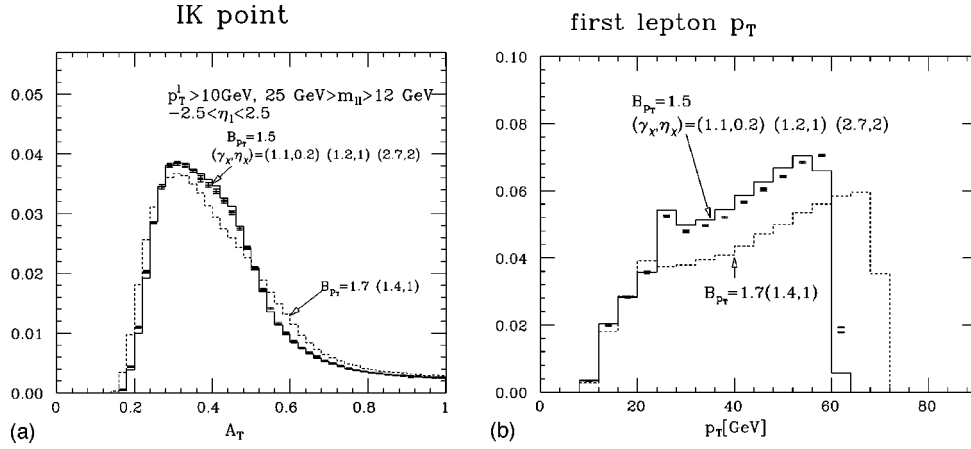 IK point
0.05
0.04
0.03
0.02
0.01
0.00
p_T^l>10GeV, 25 GeV>m_ll>12 GeV
−2.5<η_l<2.5
B_pT=1.5
(γ_χ,η_χ)=(1.1,0.2) (1.2,1) (2.7,2)
B_pT=1.7 (1.4,1)
0 0.2 0.4 0.6 0.8 1
A_T
(a)
first lepton p_T
0.10
0.08
0.06
0.04
0.02
0.00
B_pT=1.5
(γ_χ,η_χ)=(1.1,0.2) (1.2,1) (2.7,2)
B_pT=1.7(1.4,1)
0 20 40 60 80
p_T[GeV]
(b)